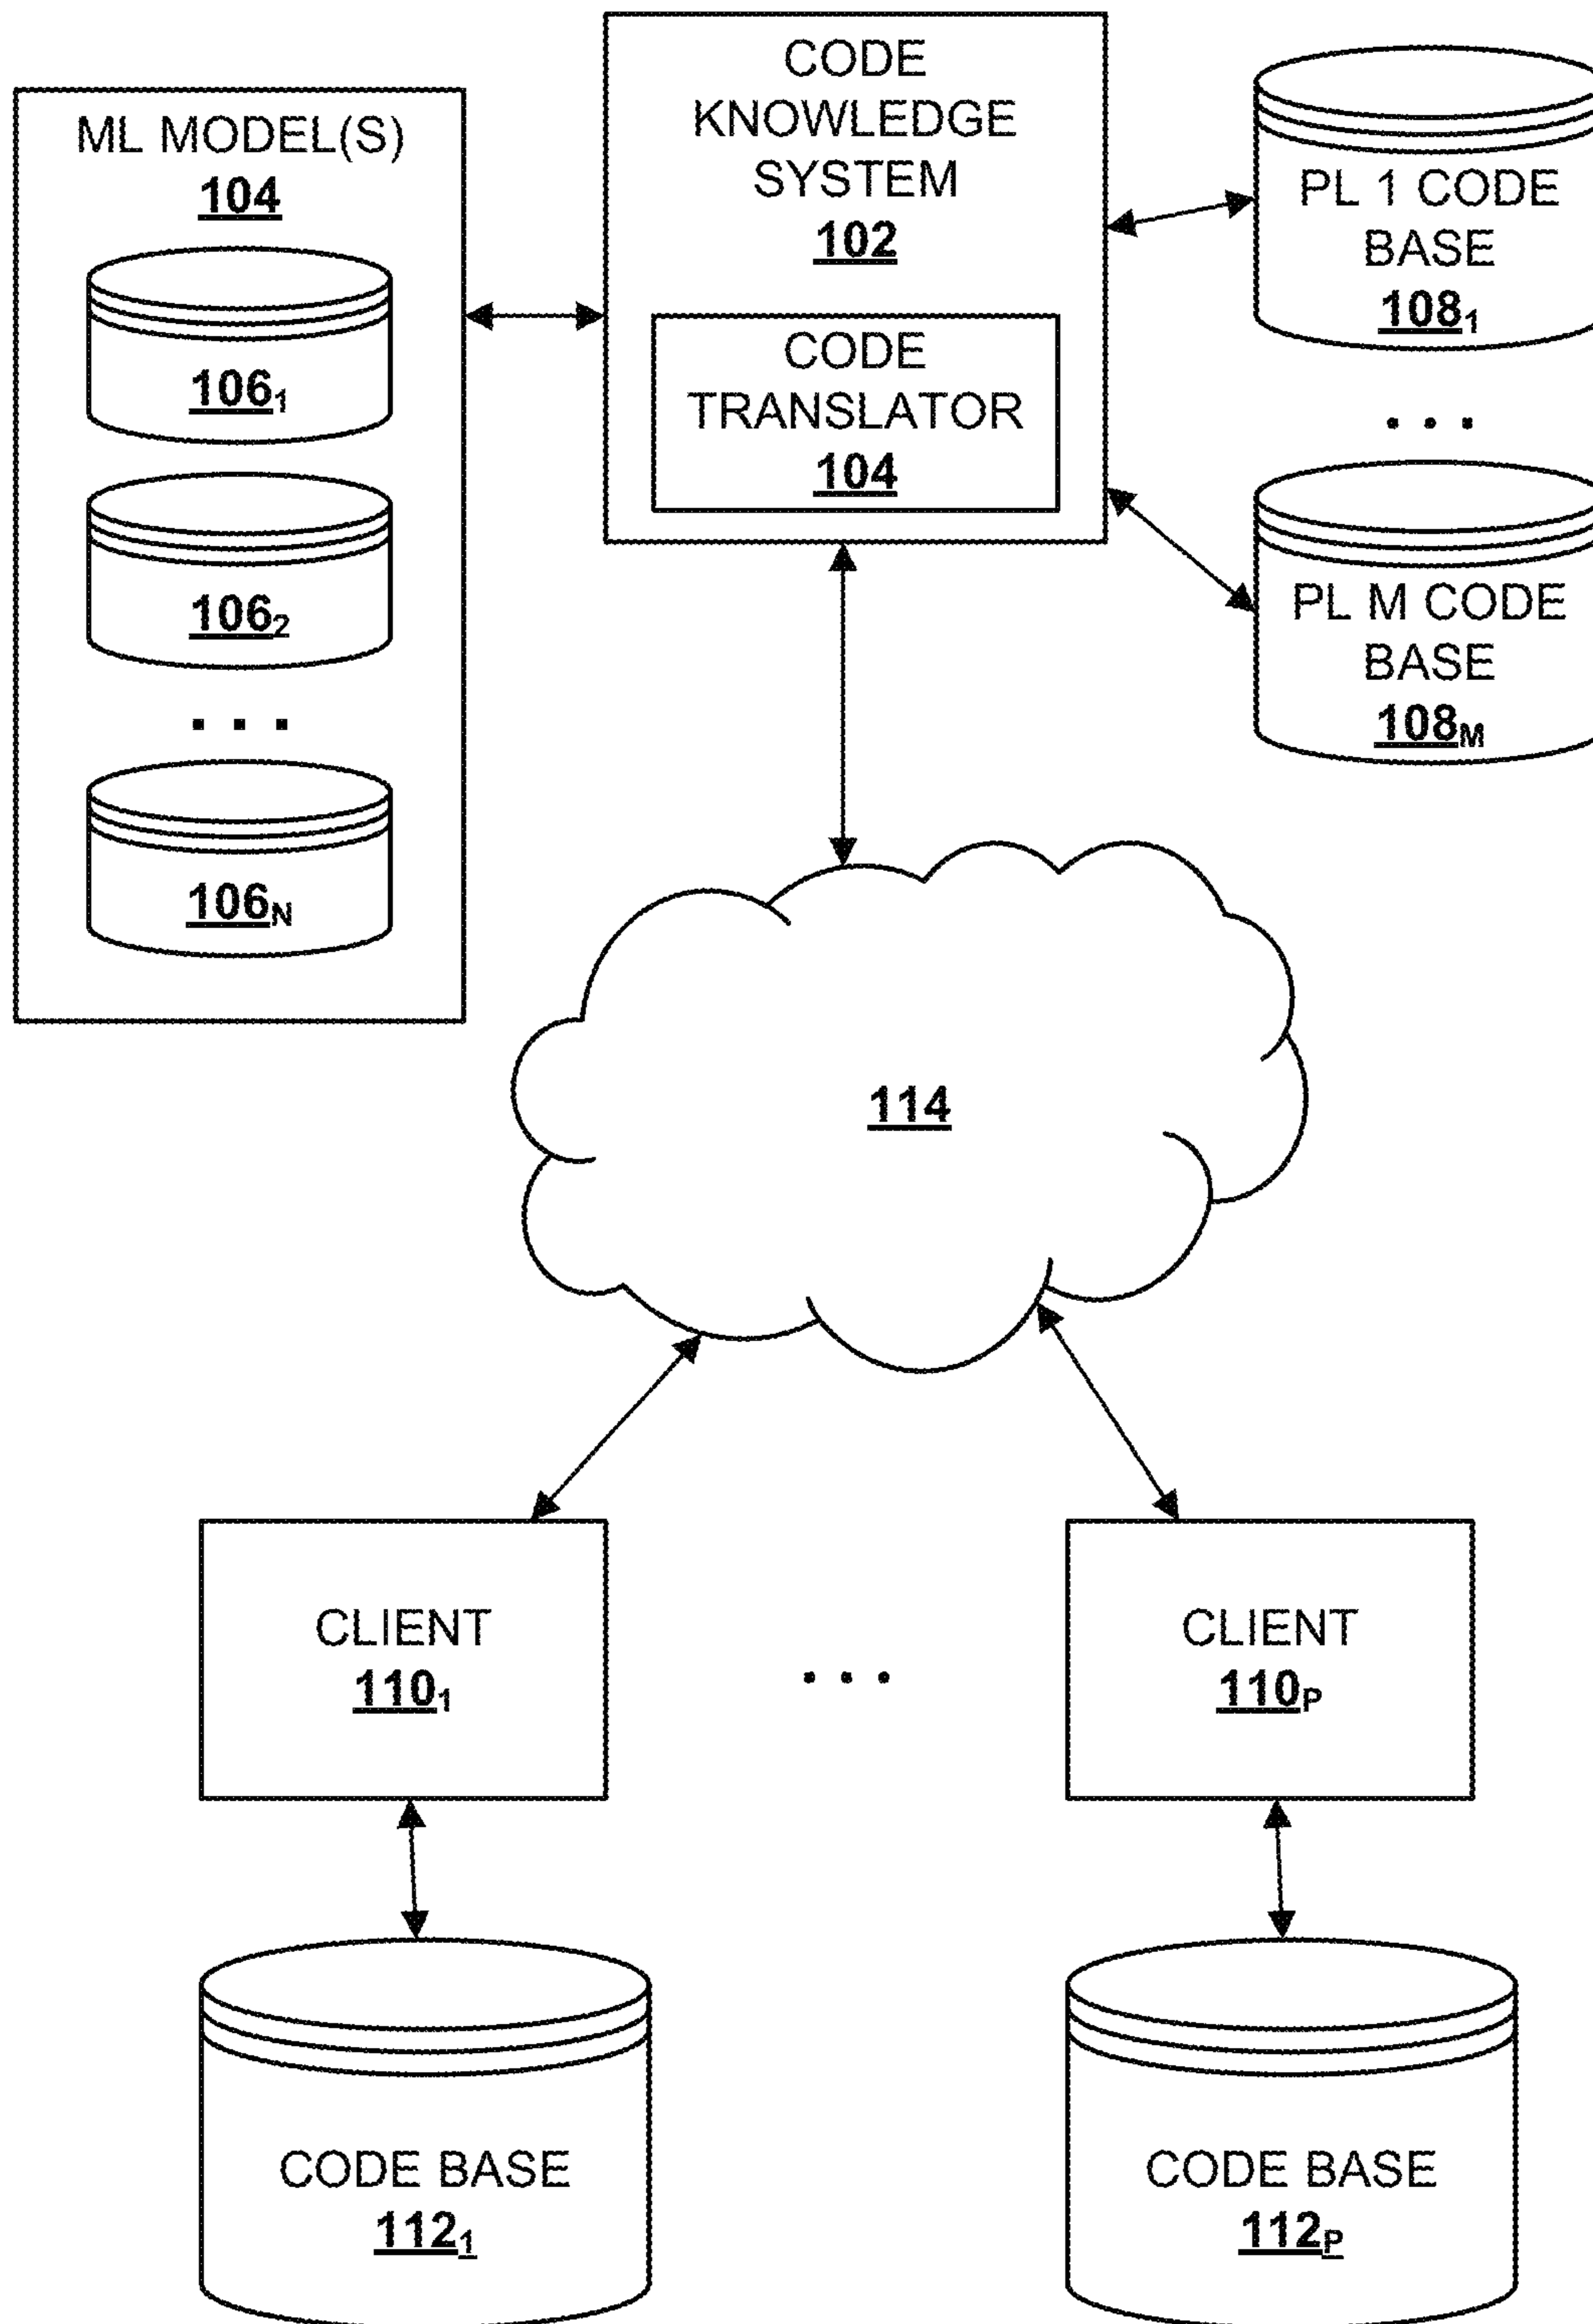 ML MODEL(S)
104
106₁
106₂
. . .
106N
CODE
KNOWLEDGE
SYSTEM
102
CODE
TRANSLATOR
104
PL 1 CODE
BASE
108₁
. . .
PL M CODE
BASE
108M
114
CLIENT
110₁
. . .
CLIENT
110P
CODE BASE
112₁
CODE BASE
112P